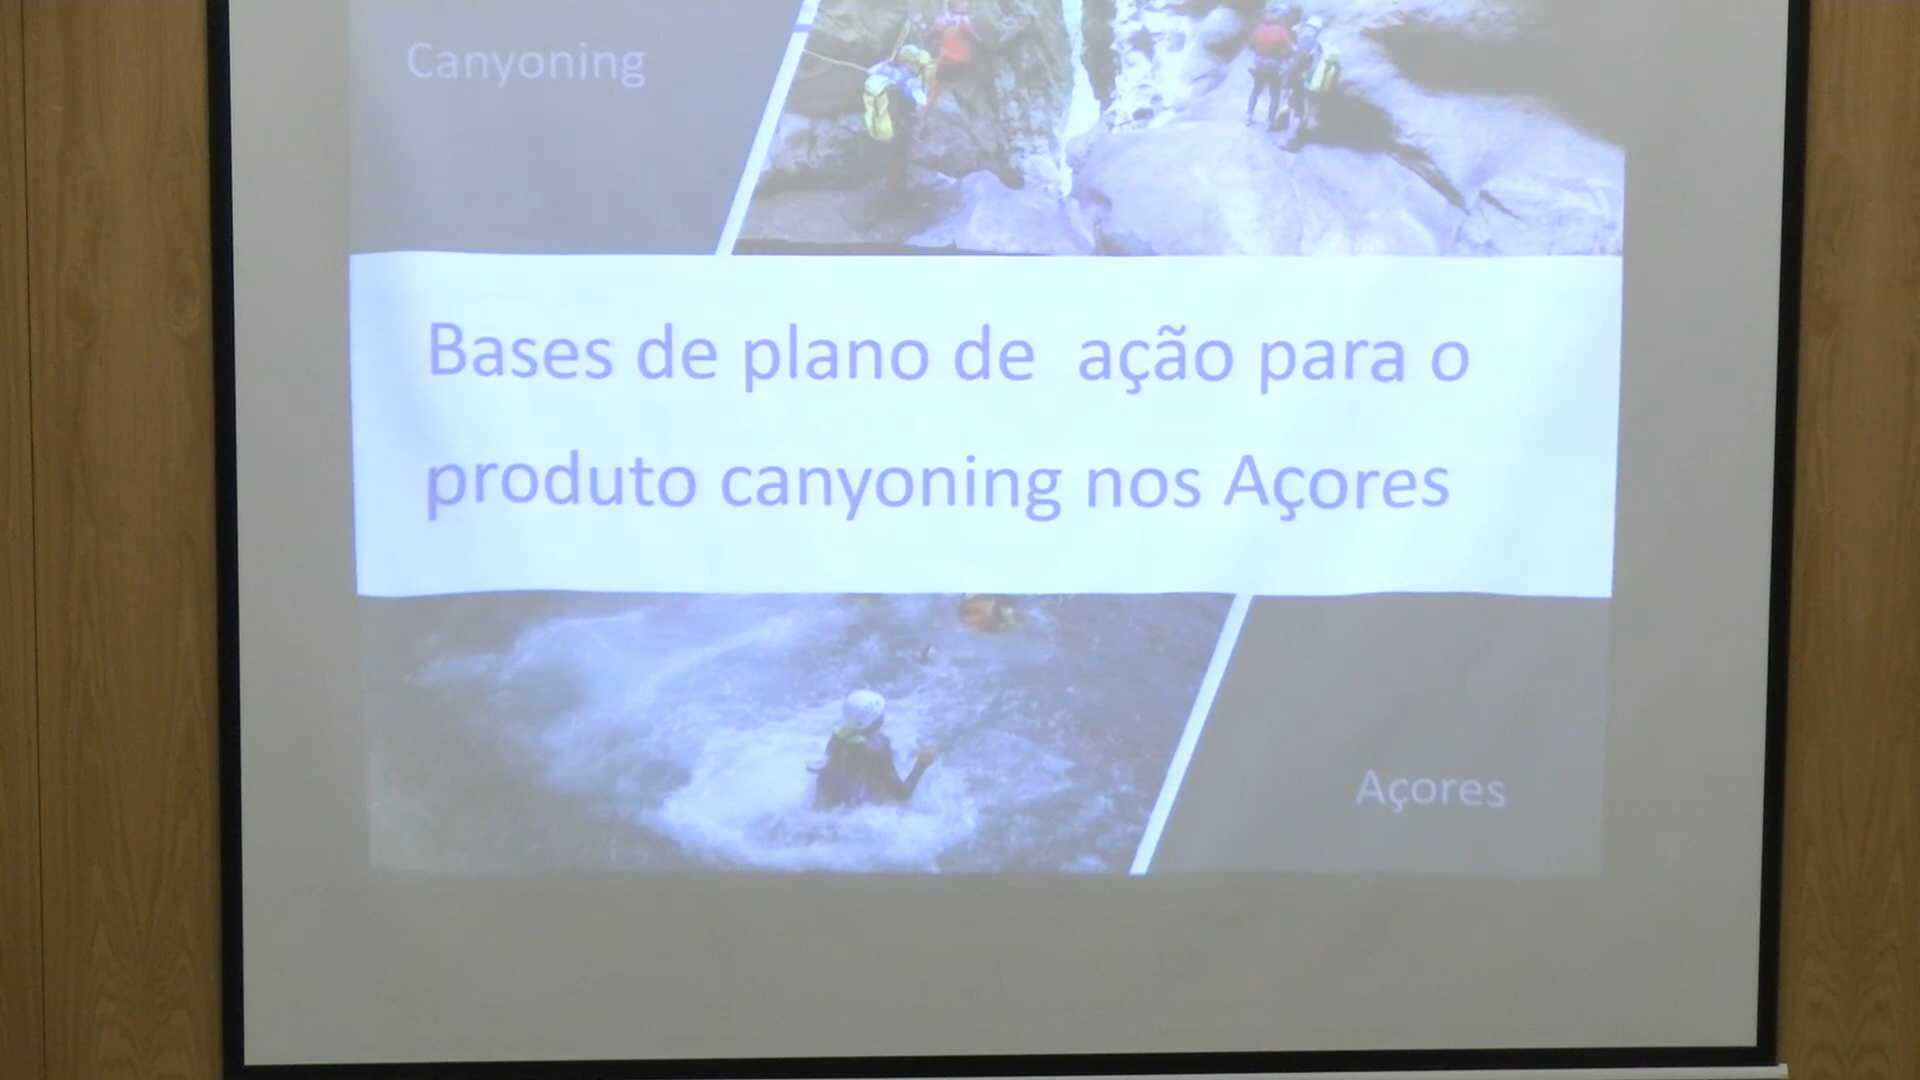 Canyoning
Bases de plano de  ação para o
produto canyoning nos Açores
Açores